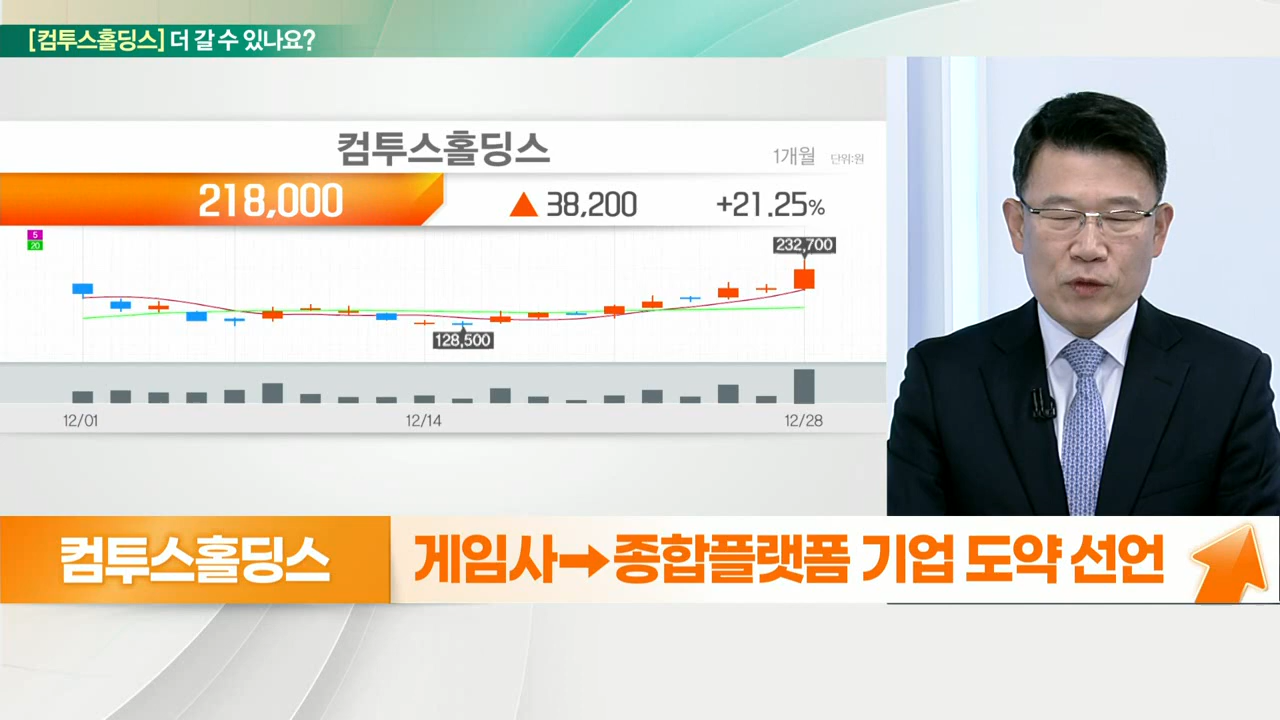 [컴투스홀딩스] 더 갈 수 있나요?
컴투스홀딩스
1개월 단위:원
218,000 ▲ 38,200 +21.25%
5
20
232,700
128,500
12/01 12/14 12/28
컴투스홀딩스 게임사➡종합플랫폼 기업 도약 선언